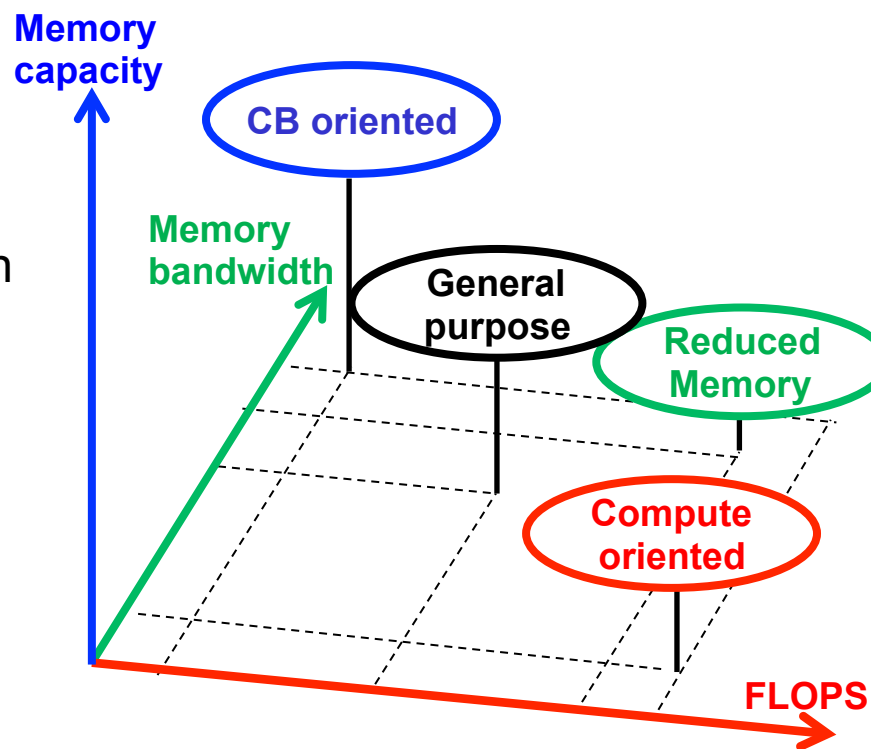 Memory
capacity
CB oriented
Memory
bandwidth
n
General
purpose
Reduced
Memory
Compute
oriented
FLOPS